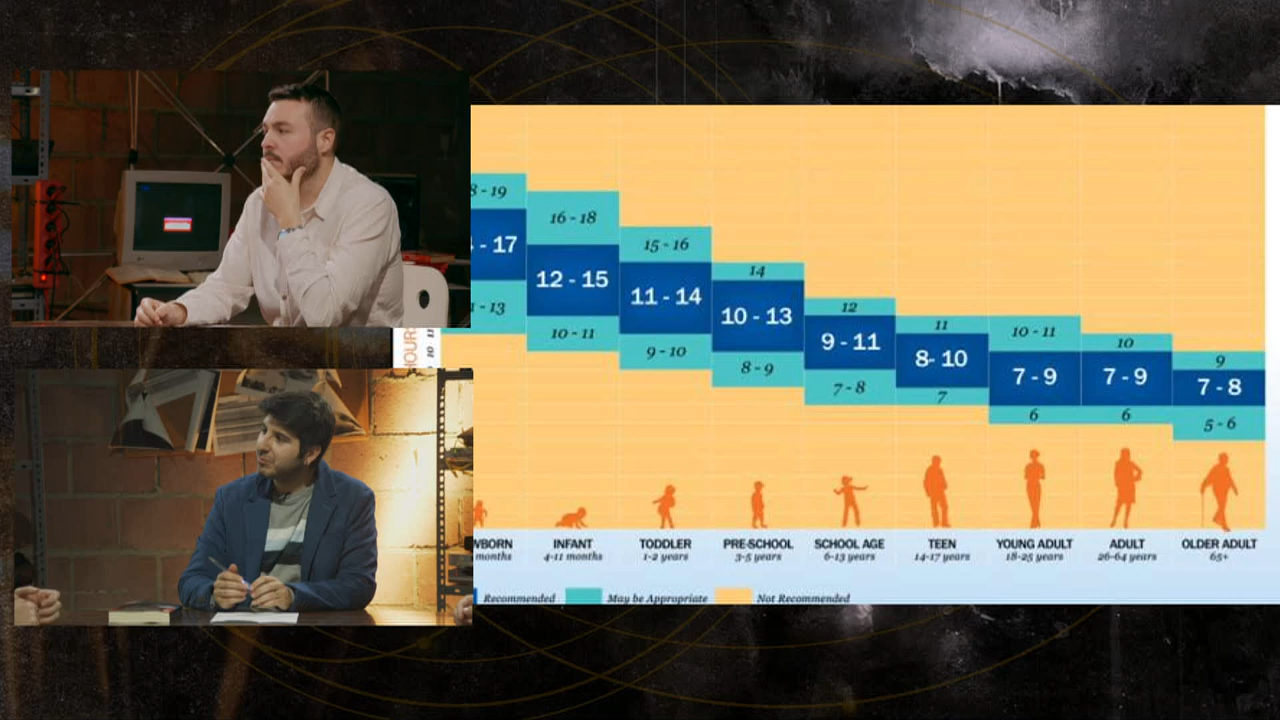 8 - 19
- 17
- 13
16 - 18
12 - 15
10 - 11
15 - 16
11 - 14
9 - 10
14
10 - 13
8 - 9
12
9 - 11
7 - 8
11
8- 10
7
10 - 11
7 - 9
6
10
7 - 9
6
9
7 - 8
5 - 6
HOUR
10 11
WBORN
months
INFANT
4-11 months
TODDLER
1-2 years
PRE-SCHOOL
3-5 years
SCHOOL AGE
6-13 years
TEEN
14-17 years
YOUNG ADULT
18-25 years
ADULT
26-64 years
OLDER ADULT
65+
Recommended
May be Appropriate
Not Recommended